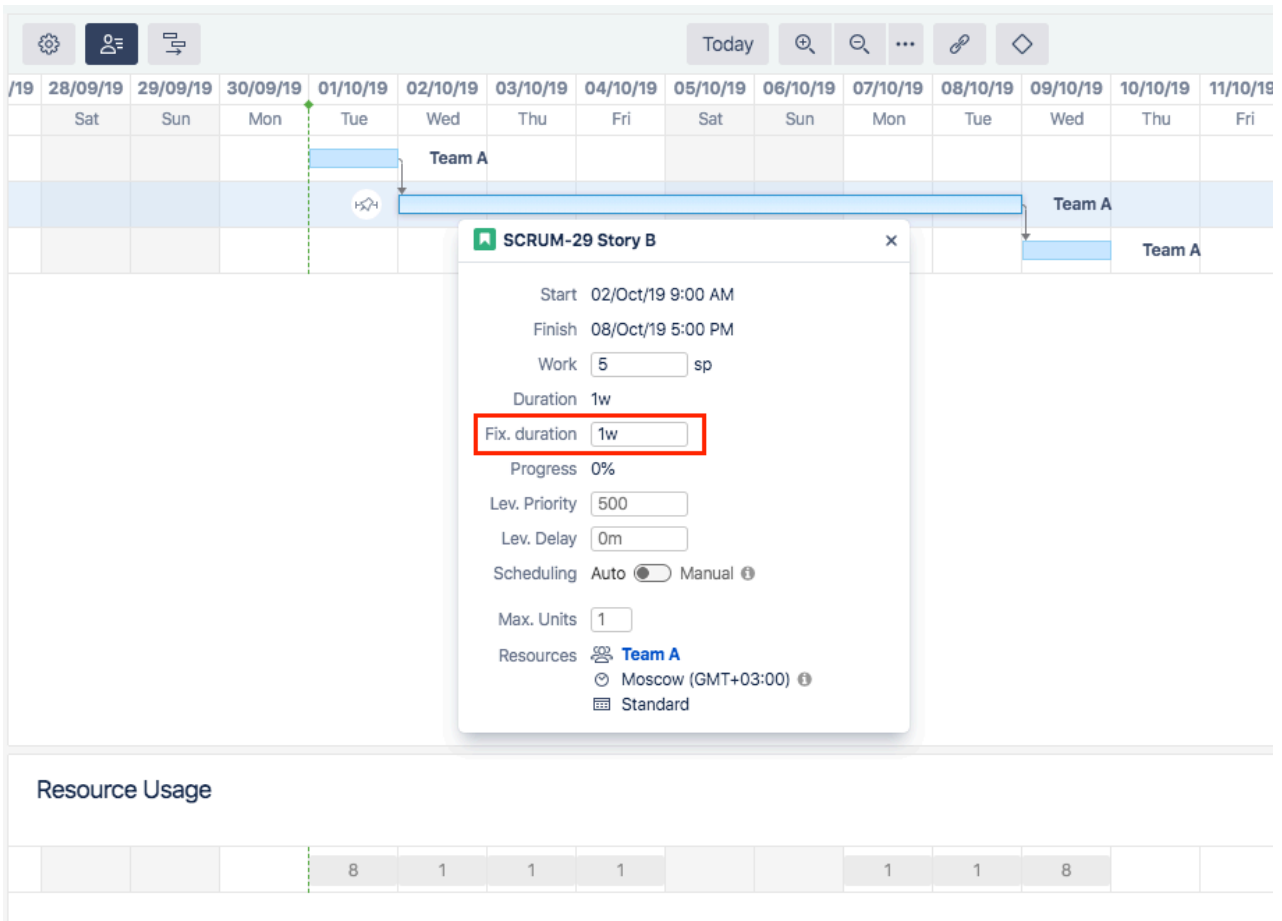 Today
/19 28/09/19 29/09/19 30/09/19 01/10/19 02/10/19 03/10/19 04/10/19 05/10/19 06/10/19 07/10/19 08/10/19 09/10/19 10/10/19 11/10/19
Sat Sun Mon Tue Wed Thu Fri Sat Sun Mon Tue Wed Thu Fri
Team A
Team A
Team A
SCRUM-29 Story B
Start 02/Oct/19 9:00 AM
Finish 08/Oct/19 5:00 PM
Work 5 sp
Duration 1w
Fix. duration 1w
Progress 0%
Lev. Priority 500
Lev. Delay 0m
Scheduling Auto Manual
Max. Units 1
Resources Team A
Moscow (GMT+03:00)
Standard
Resource Usage
8 1 1 1 1 1 8